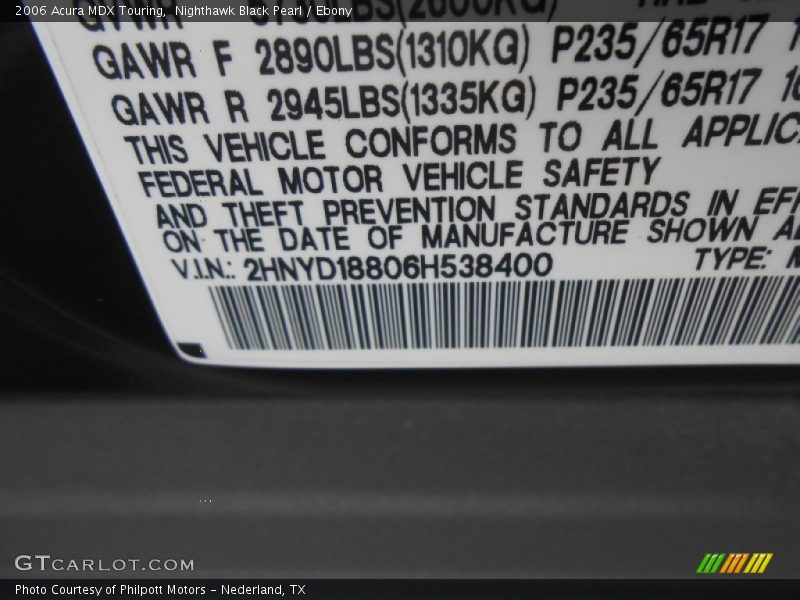 2006 Acura MDX Touring, Nighthawk Black Pearl / Ebony
GAWR F 2890LBS(1310KG) P235/65R17
GAWR R 2945LBS(1335KG) P235/65R17
THIS VEHICLE CONFORMS TO ALL
FEDERAL MOTOR VEHICLE SAFETY
AND THEFT PREVENTION STANDARDS IN
ON THE DATE OF MANUFACTURE SHOWN
V.I.N.: 2HNYD18806H538400 TYPE:
GTCARLOT.COM
Photo Courtesy of Philpott Motors - Nederland, TX